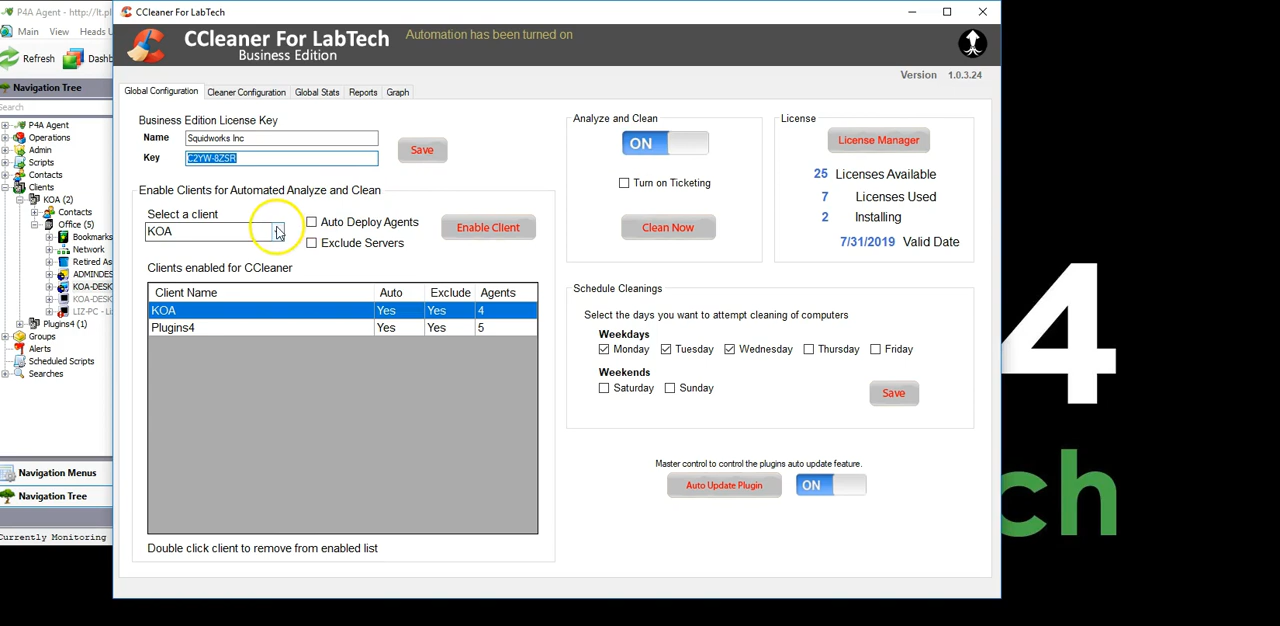 P4A Agent - http://lt.pl
Main View Heads U
Refresh Dashb
Navigation Tree
Search
P4A Agent
Operations
Admin
Scripts
Contacts
Clients
KOA (2)
Contacts
Office (5)
Bookmarks
Network
Retired As
ADMINDES
KOA-DESK
KOA-DESK
LIZ-PC - Li
Plugins4 (1)
Groups
Alerts
Scheduled Scripts
Searches
Navigation Menus
Navigation Tree
Currently Monitoring
CCleaner For LabTech
CCleaner For LabTech
Business Edition
Automation has been turned on
Version 1.0.3.24
Global Configuration Cleaner Configuration Global Stats Reports Graph
Business Edition License Key
Name Squidworks Inc
Key C2YW-8ZSR
Save
Enable Clients for Automated Analyze and Clean
Select a client
KOA
Auto Deploy Agents
Exclude Servers
Enable Client
Clients enabled for CCleaner
Client Name Auto Exclude Agents
KOA Yes Yes 4
Plugins4 Yes Yes 5
Double click client to remove from enabled list
Analyze and Clean
ON
Turn on Ticketing
Clean Now
License
License Manager
25 Licenses Available
7 Licenses Used
2 Installing
7/31/2019 Valid Date
Schedule Cleanings
Select the days you want to attempt cleaning of computers
Weekdays
Monday Tuesday Wednesday Thursday Friday
Weekends
Saturday Sunday
Save
Master control to control the plugins auto update feature.
Auto Update Plugin ON
4
ch